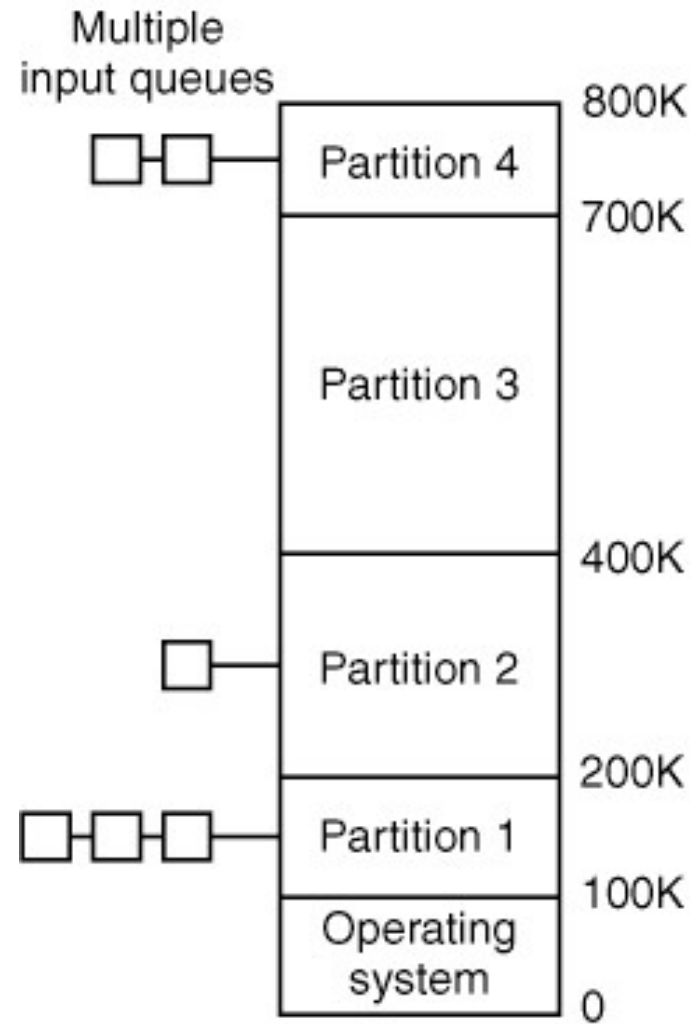 Multiple
input queues
800K
Partition 4
700K
Partition 3
400K
Partition 2
200K
Partition 1
100K
Operating
system
0